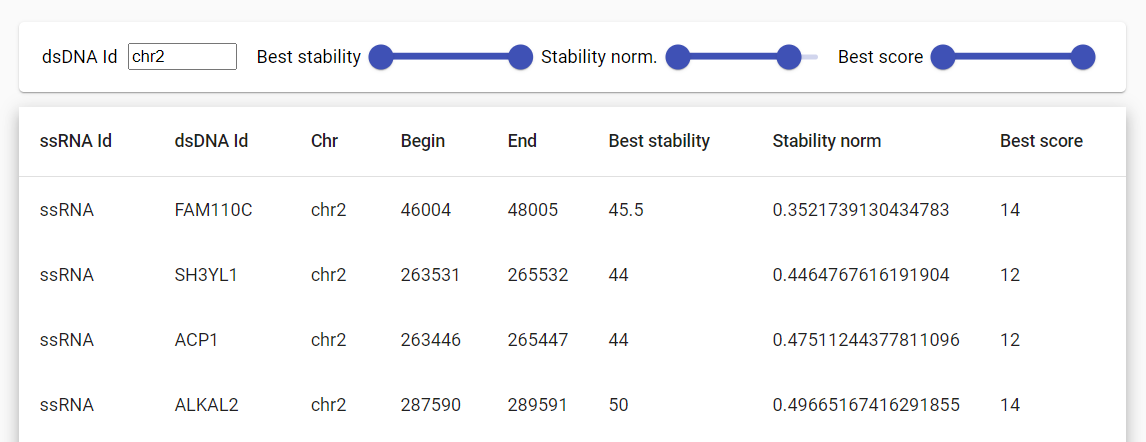 dsDNA Id chr2 Best stability Stability norm. Best score
ssRNA Id dsDNA Id Chr Begin End Best stability Stability norm Best score
ssRNA FAM110C chr2 46004 48005 45.5 0.3521739130434783 14
ssRNA SH3YL1 chr2 263531 265532 44 0.4464767616191904 12
ssRNA ACP1 chr2 263446 265447 44 0.47511244377811096 12
ssRNA ALKAL2 chr2 287590 289591 50 0.49665167416291855 14